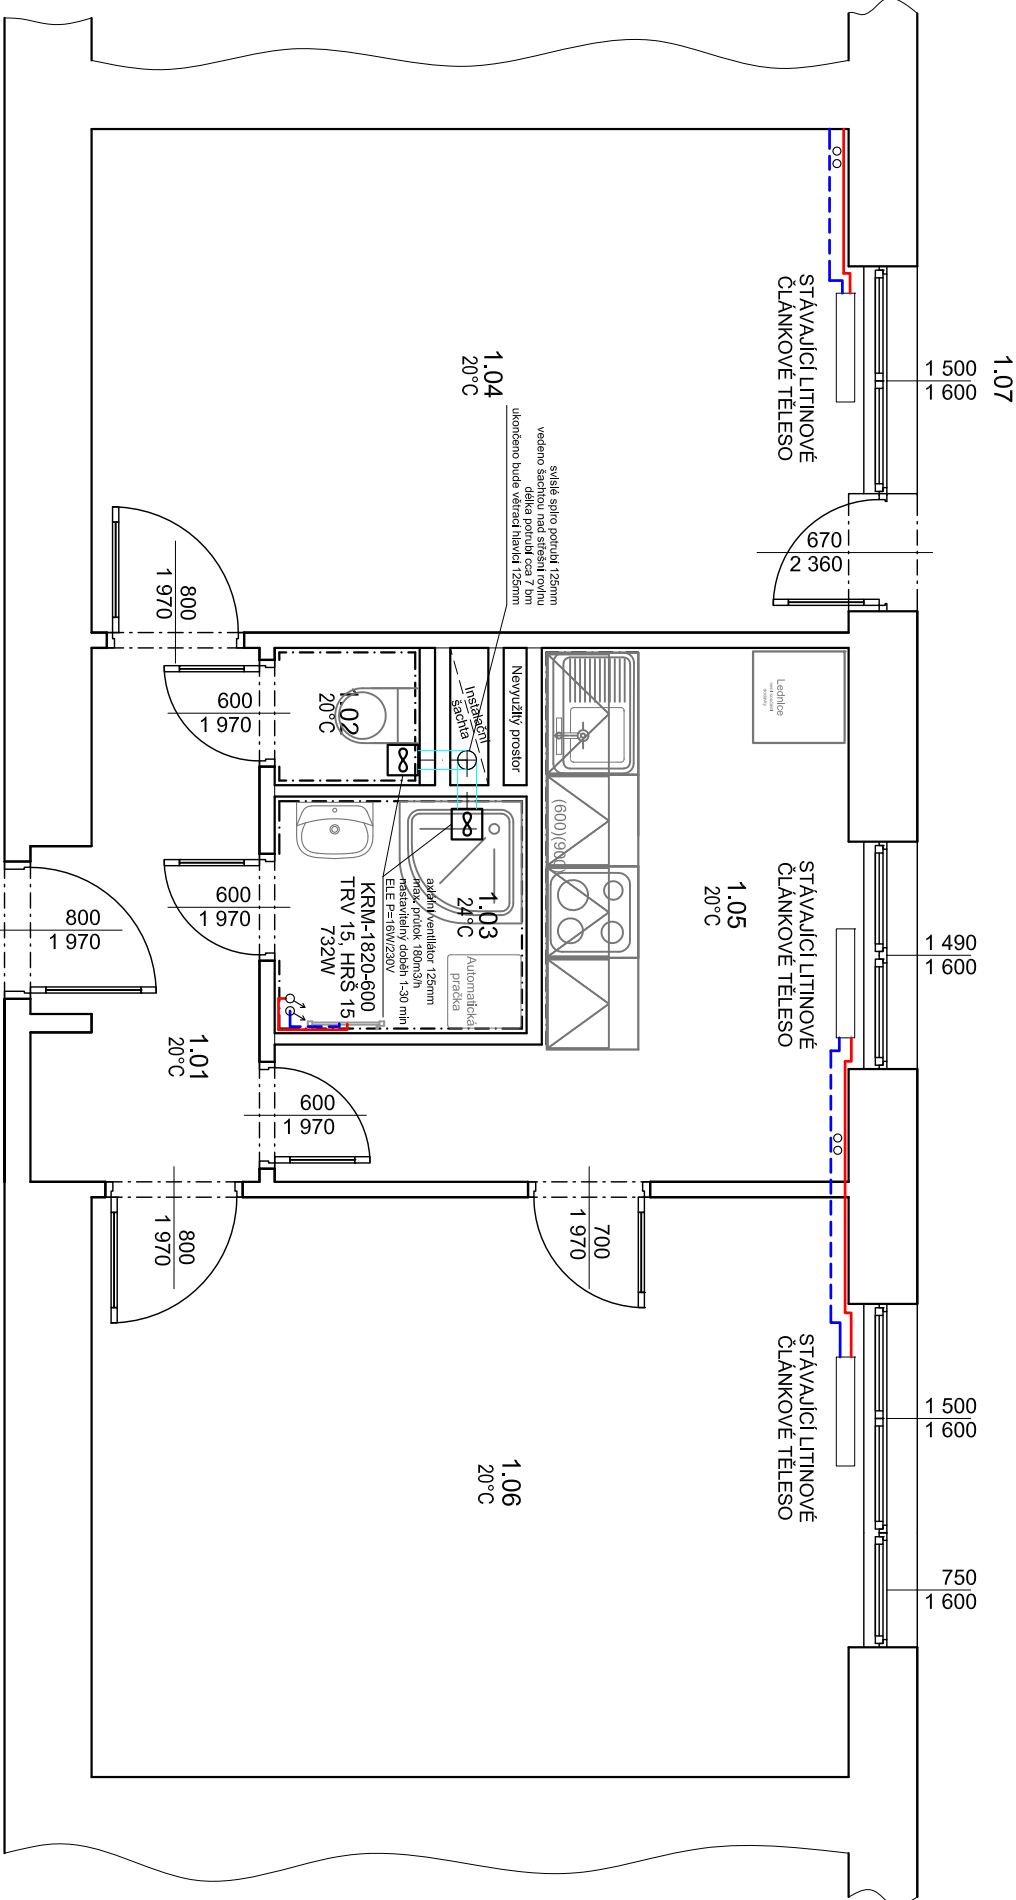 1.07
1 500
1 600
670
2 360
1 490
1 600
1 500
1 600
750
1 600
STÁVAJÍCÍ LITINOVÉ
ČLÁNKOVÉ TĚLESO
STÁVAJÍCÍ LITINOVÉ
ČLÁNKOVÉ TĚLESO
STÁVAJÍCÍ LITINOVÉ
ČLÁNKOVÉ TĚLESO
1.04
20°C
svislé spiro potrubí 125mm
vedeno šachtou nad střešní rovinu
délka potrubí cca 7 bm
ukončeno bude větrací hlavicí 125mm
Lednice
1.05
20°C
Nevyužitý prostor
Instalační
šachta
(600)(900)
1.02
20°C
1.03
24°C
axiální ventilátor 125mm
max. průtok 180m3/h
nastavitelný doběh 1-30 min
ELE P=16W/230V
Automatická
pračka
KRM-1820-600
TRV 15, HRŠ 15
732W
800
1 970
600
1 970
600
1 970
800
1 970
1.01
20°C
600
1 970
800
1 970
700
1 970
1.06
20°C